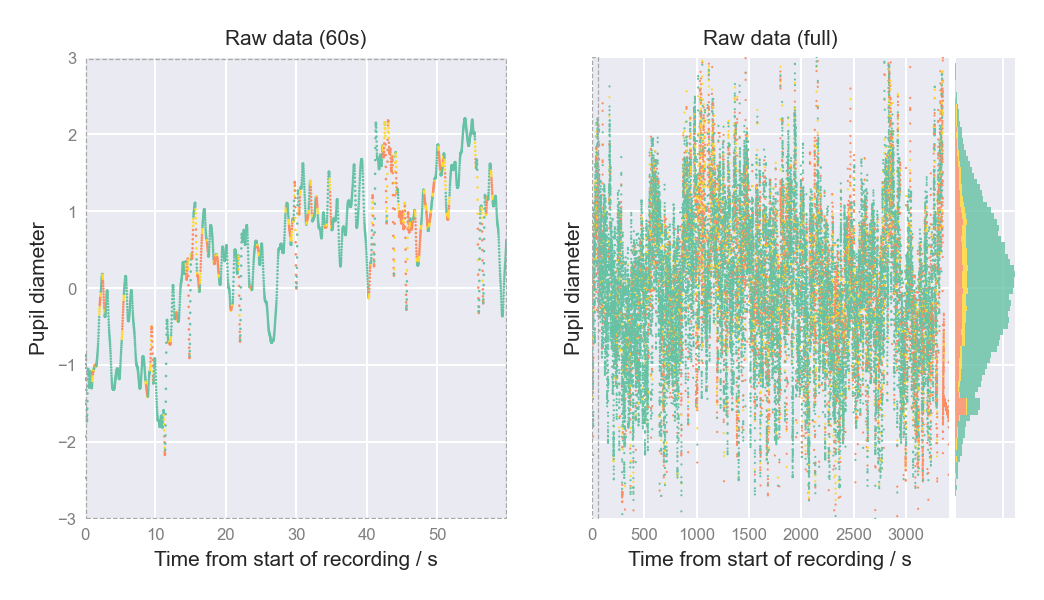 Raw data (60s)
Raw data (full)
Pupil diameter
3
2
1
0
−1
−2
−3
0 10 20 30 40 50
Time from start of recording / s
Pupil diameter
0 500 1000 1500 2000 2500 3000
Time from start of recording / s